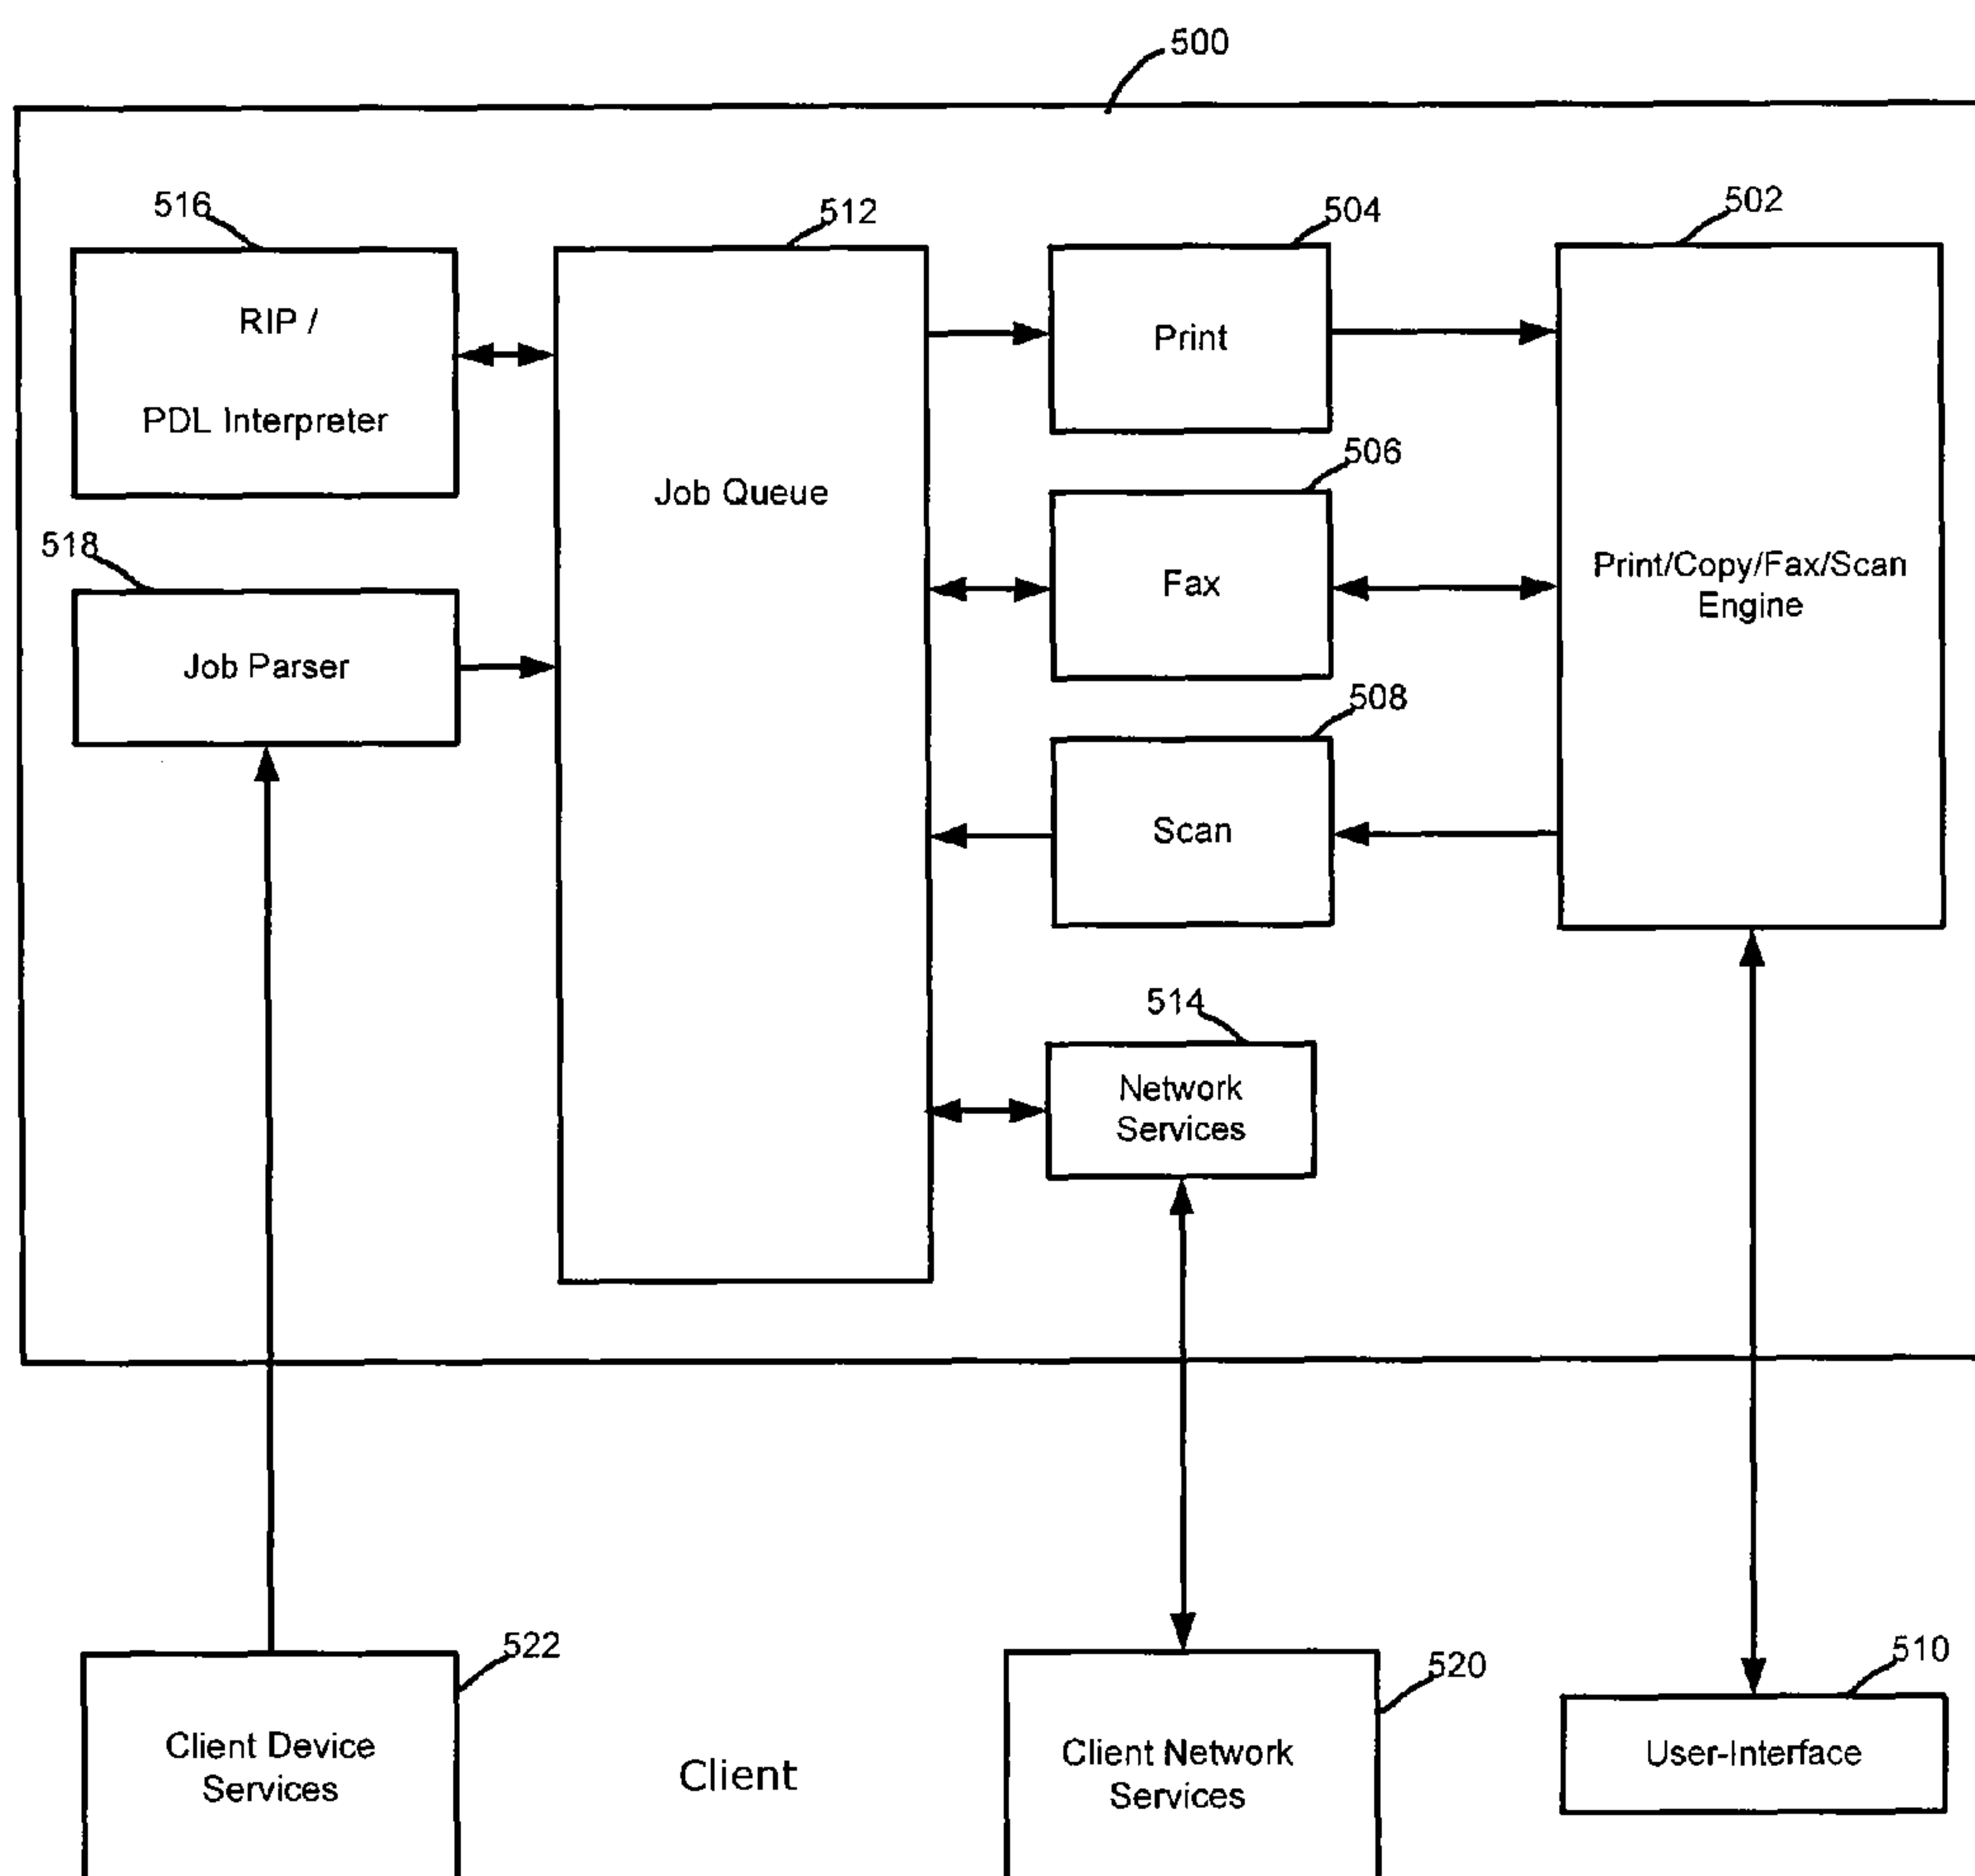 500
516
512
504
502
RIP /
PDL Interpreter
Job Queue
Print
506
Fax
Print/Copy/Fax/Scan
Engine
518
Job Parser
508
Scan
514
Network
Services
522
520
510
Client Device
Services
Client
Client Network
Services
User-Interface